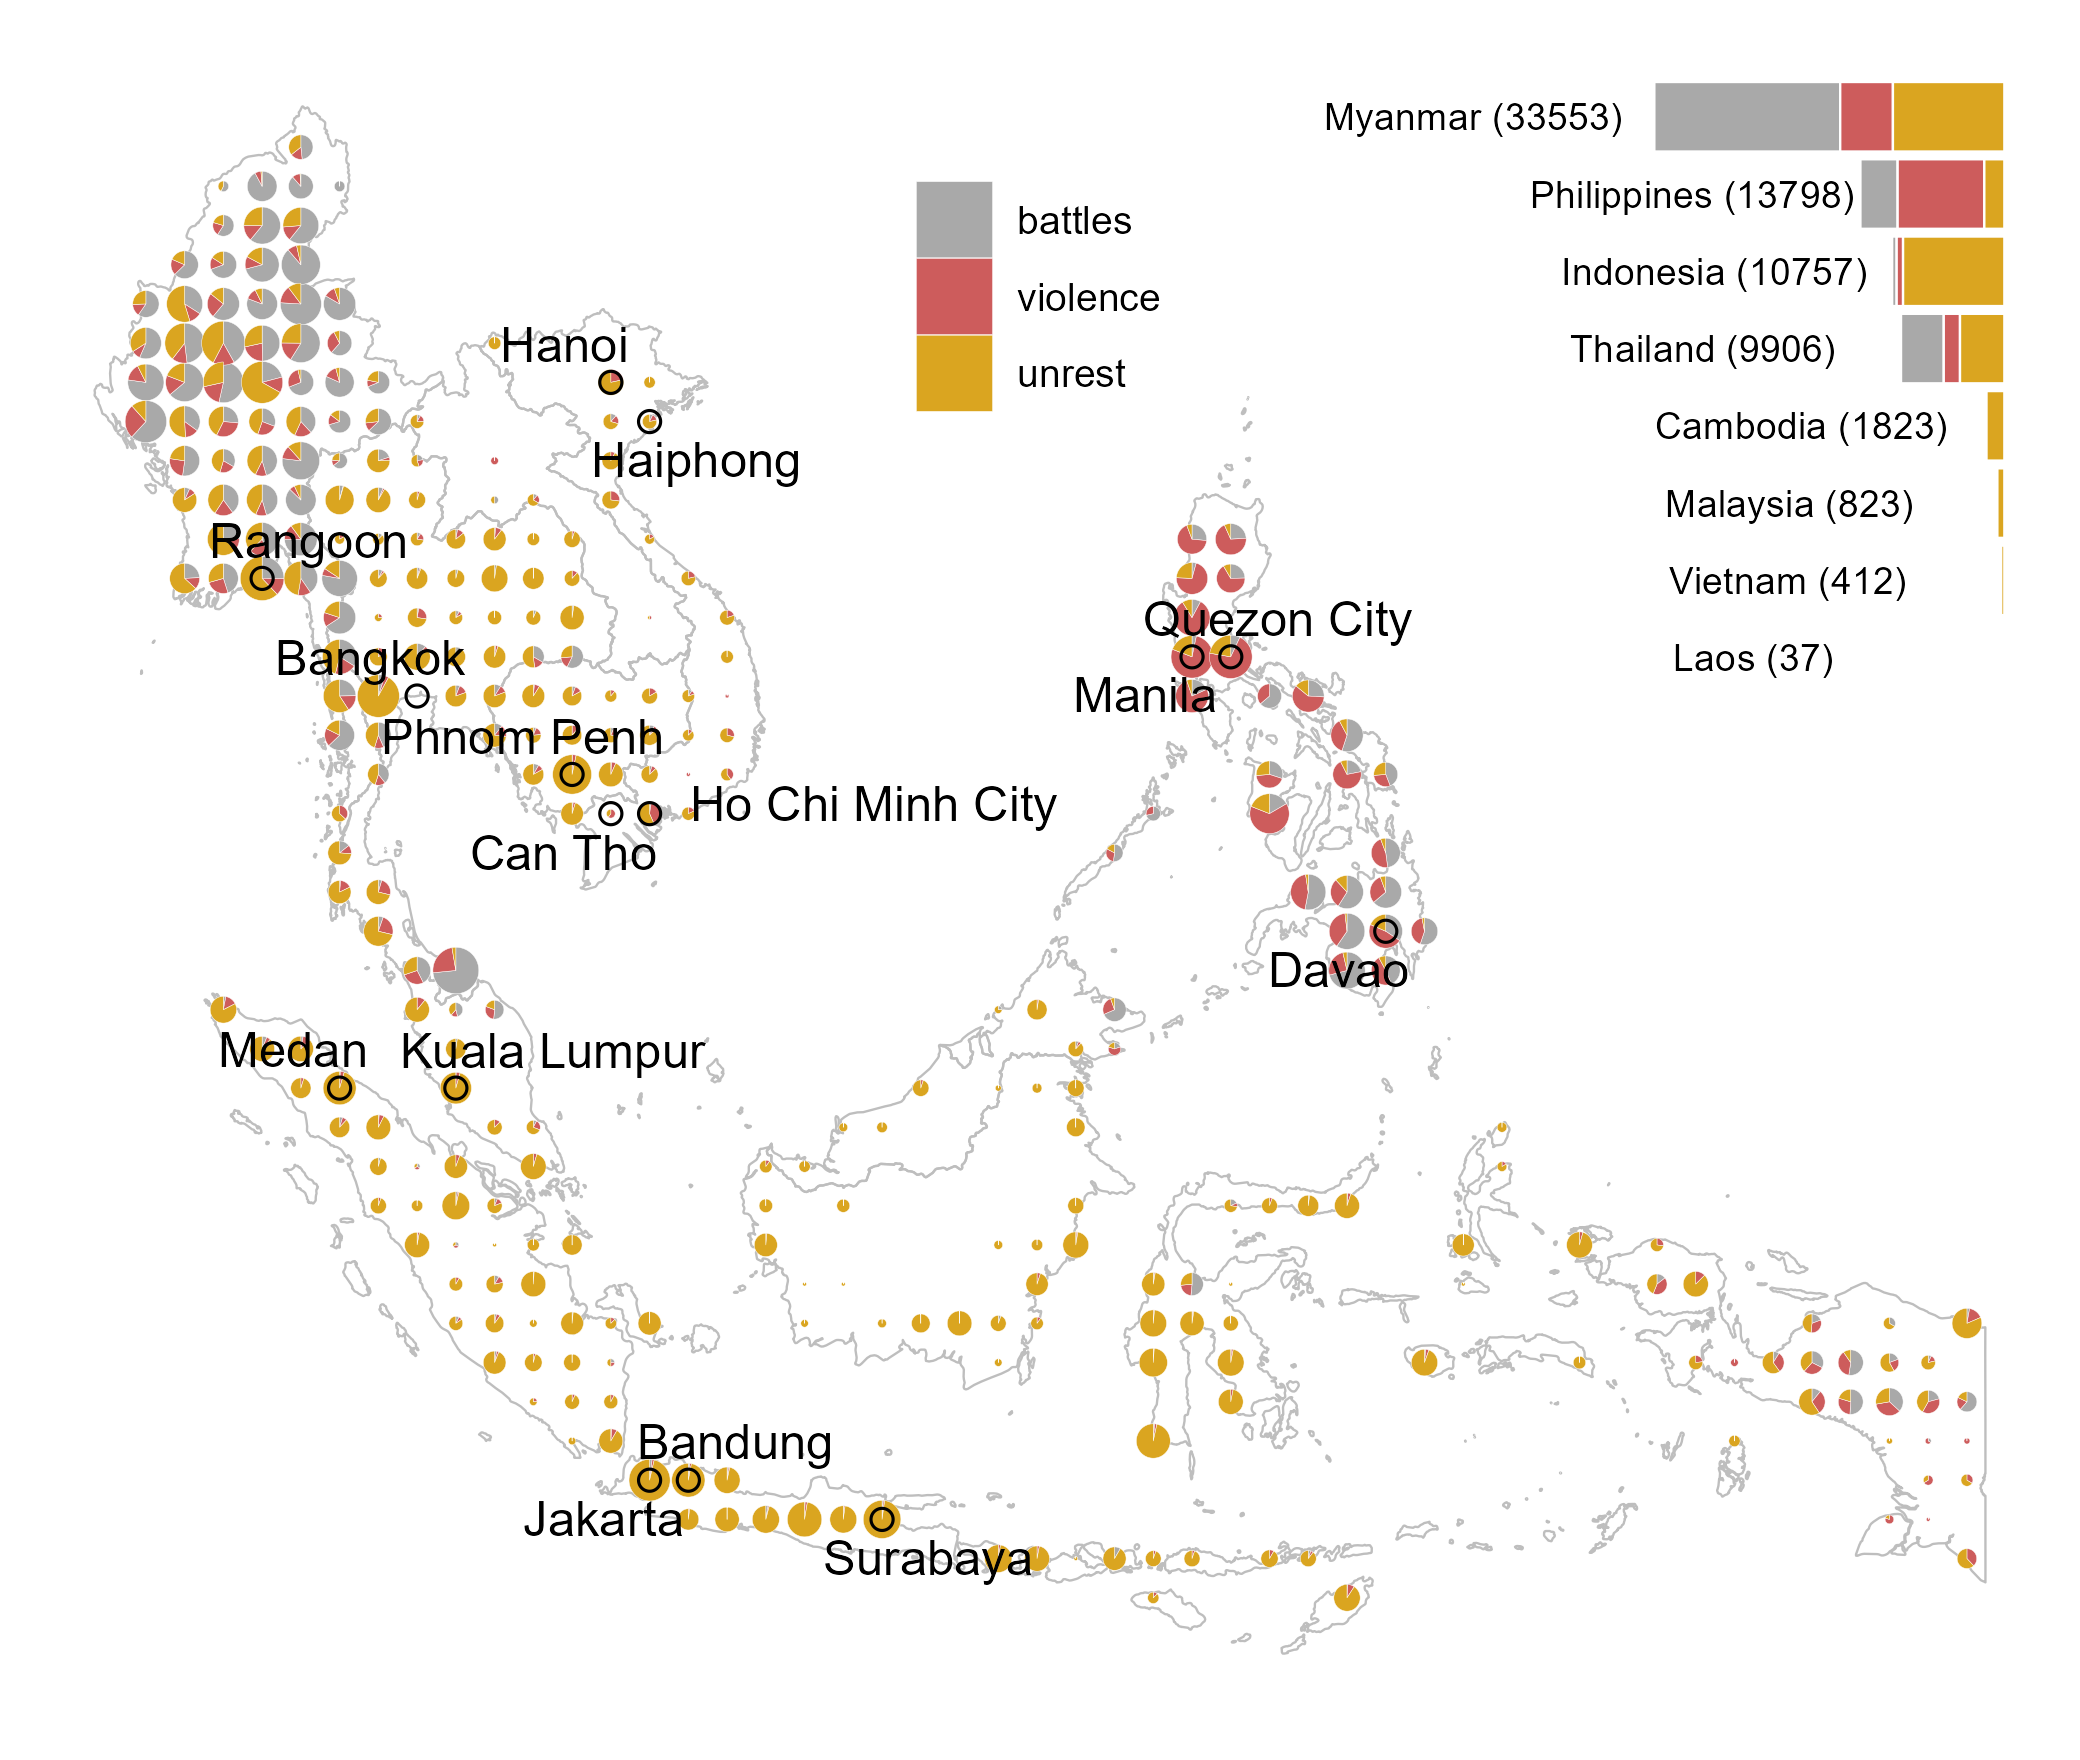 Myanmar (33553)
Philippines (13798)
Indonesia (10757)
Thailand (9906)
Cambodia (1823)
Malaysia (823)
Vietnam (412)
Laos (37)
battles
violence
unrest
Hanoi
Haiphong
Rangoon
Quezon City
Bangkok
Manila
Phnom Penh
Ho Chi Minh City
Can Tho
Davao
Medan
Kuala Lumpur
Bandung
Jakarta
Surabaya